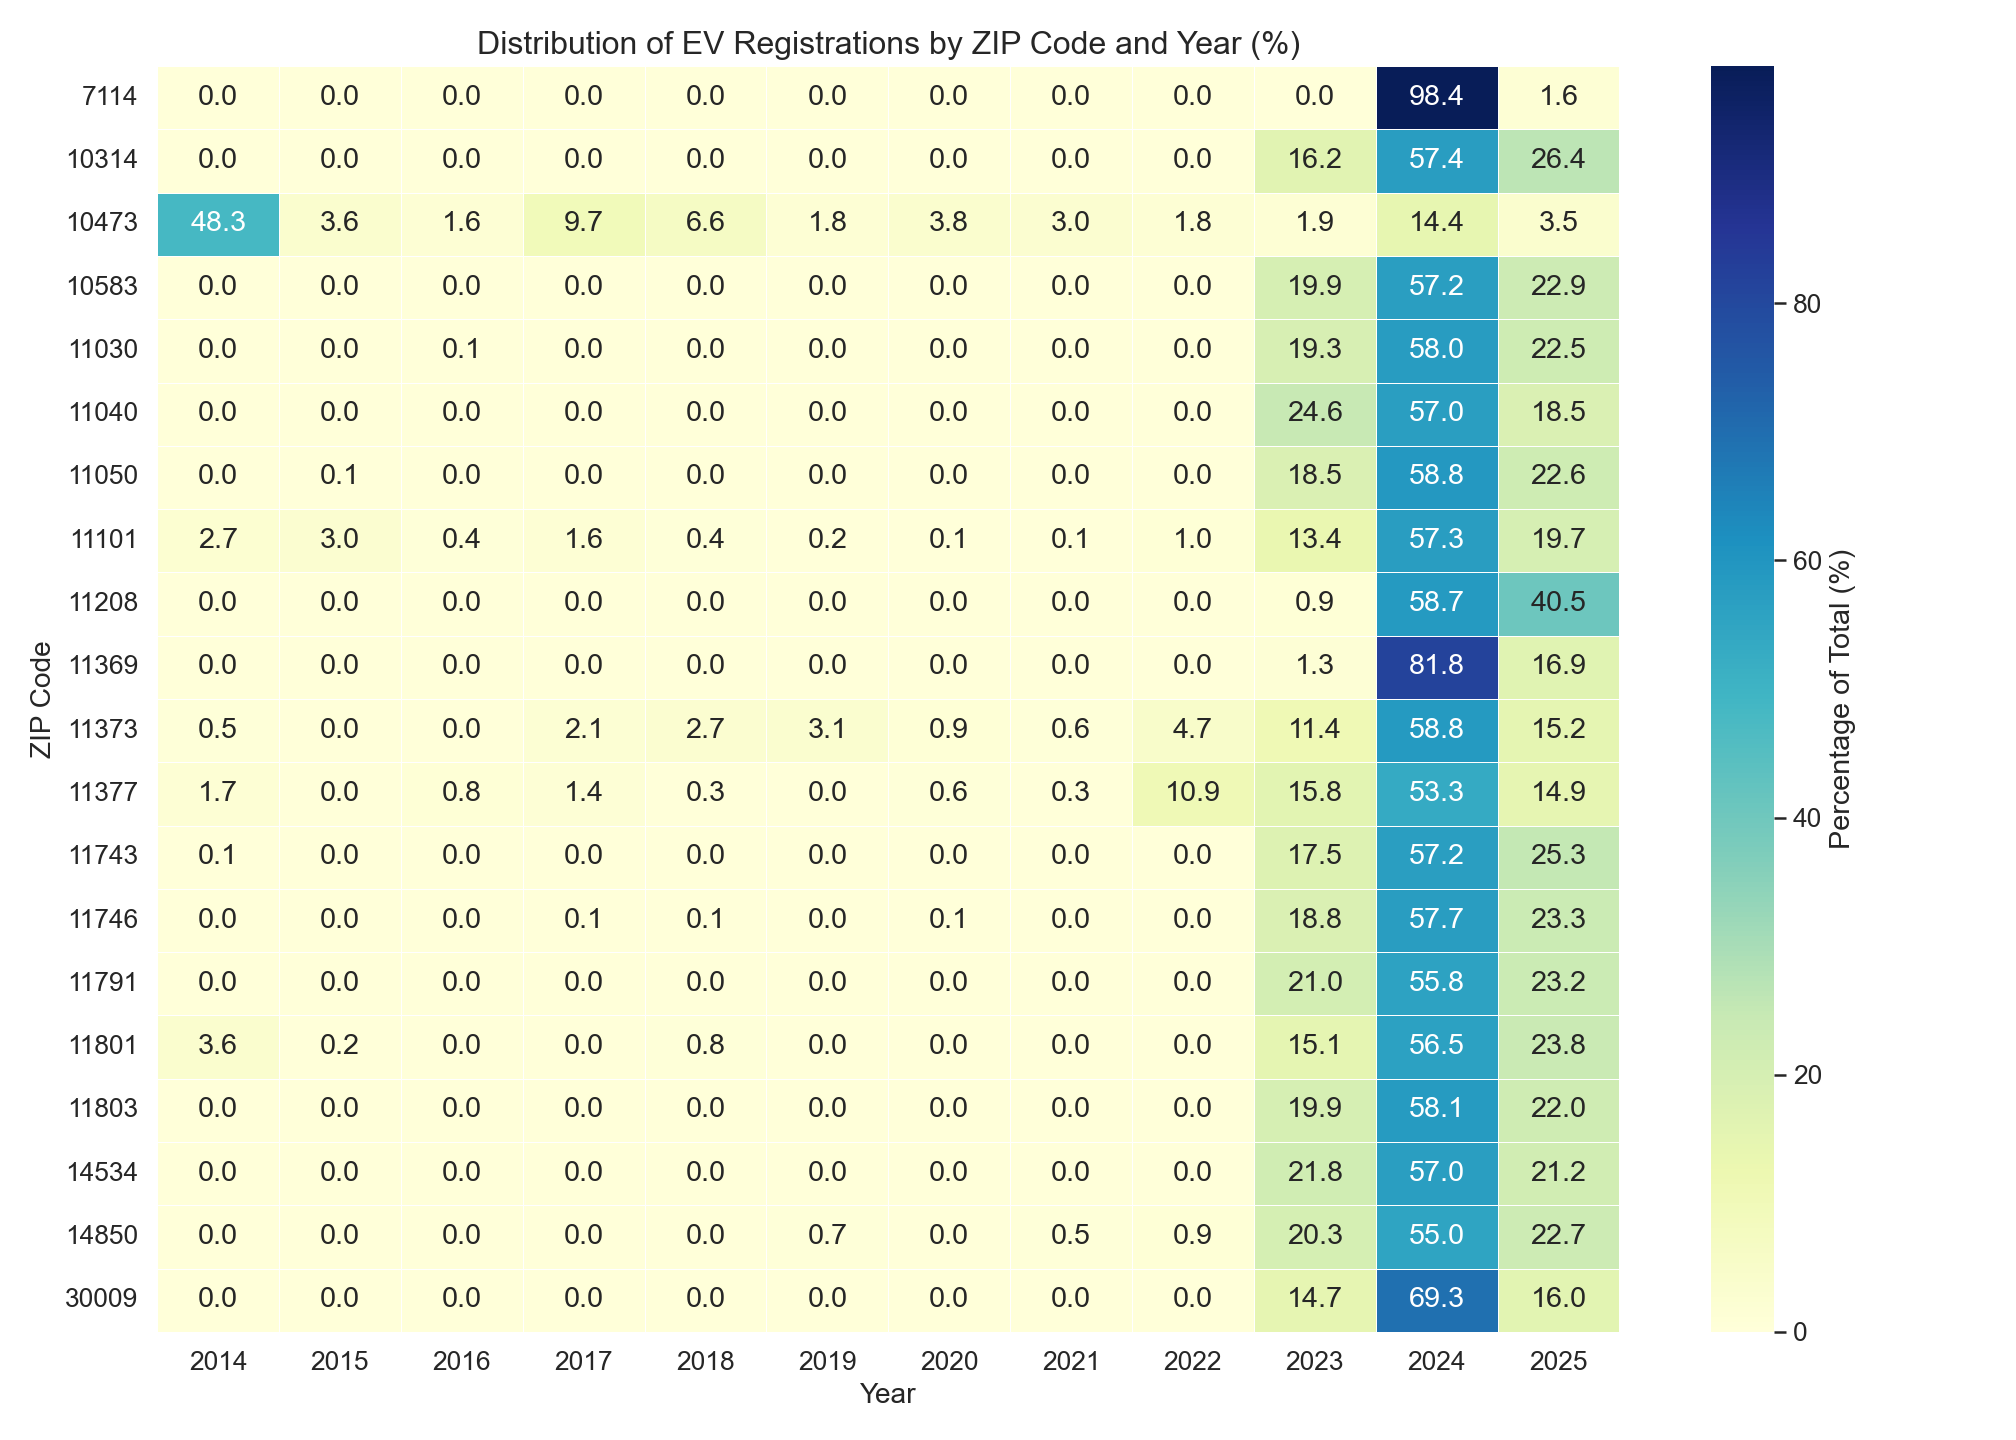 Distribution of EV Registrations by ZIP Code and Year (%)
7114 0.0 0.0 0.0 0.0 0.0 0.0 0.0 0.0 0.0 0.0 98.4 1.6
10314 0.0 0.0 0.0 0.0 0.0 0.0 0.0 0.0 0.0 16.2 57.4 26.4
10473 48.3 3.6 1.6 9.7 6.6 1.8 3.8 3.0 1.8 1.9 14.4 3.5
10583 0.0 0.0 0.0 0.0 0.0 0.0 0.0 0.0 0.0 19.9 57.2 22.9
11030 0.0 0.0 0.1 0.0 0.0 0.0 0.0 0.0 0.0 19.3 58.0 22.5
11040 0.0 0.0 0.0 0.0 0.0 0.0 0.0 0.0 0.0 24.6 57.0 18.5
11050 0.0 0.1 0.0 0.0 0.0 0.0 0.0 0.0 0.0 18.5 58.8 22.6
11101 2.7 3.0 0.4 1.6 0.4 0.2 0.1 0.1 1.0 13.4 57.3 19.7
11208 0.0 0.0 0.0 0.0 0.0 0.0 0.0 0.0 0.0 0.9 58.7 40.5
11369 0.0 0.0 0.0 0.0 0.0 0.0 0.0 0.0 0.0 1.3 81.8 16.9
11373 0.5 0.0 0.0 2.1 2.7 3.1 0.9 0.6 4.7 11.4 58.8 15.2
11377 1.7 0.0 0.8 1.4 0.3 0.0 0.6 0.3 10.9 15.8 53.3 14.9
11743 0.1 0.0 0.0 0.0 0.0 0.0 0.0 0.0 0.0 17.5 57.2 25.3
11746 0.0 0.0 0.0 0.1 0.1 0.0 0.1 0.0 0.0 18.8 57.7 23.3
11791 0.0 0.0 0.0 0.0 0.0 0.0 0.0 0.0 0.0 21.0 55.8 23.2
11801 3.6 0.2 0.0 0.0 0.8 0.0 0.0 0.0 0.0 15.1 56.5 23.8
11803 0.0 0.0 0.0 0.0 0.0 0.0 0.0 0.0 0.0 19.9 58.1 22.0
14534 0.0 0.0 0.0 0.0 0.0 0.0 0.0 0.0 0.0 21.8 57.0 21.2
14850 0.0 0.0 0.0 0.0 0.0 0.7 0.0 0.5 0.9 20.3 55.0 22.7
30009 0.0 0.0 0.0 0.0 0.0 0.0 0.0 0.0 0.0 14.7 69.3 16.0
2014 2015 2016 2017 2018 2019 2020 2021 2022 2023 2024 2025
Year
ZIP Code
80
60
40
20
0
Percentage of Total (%)